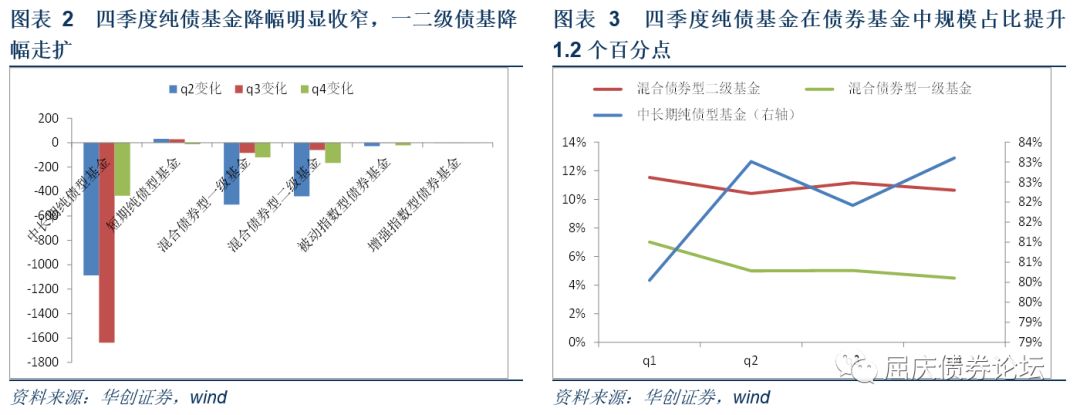 图表 2 四季度纯债基金降幅明显收窄，一二级债基降
幅走扩
q2变化 q3变化 q4变化
200
0
-200
-400
-600
-800
-1000
-1200
-1400
-1600
-1800
中长期纯债型基金
短期纯债型基金
混合债券型一级基金
混合债券型二级基金
被动指数型债券基金
增强指数型债券基金
资料来源：华创证券，wind
图表 3 四季度纯债基金在债券基金中规模占比提升
1.2 个百分点
混合债券型二级基金 混合债券型一级基金
中长期纯债型基金（右轴）
14%
12%
10%
8%
6%
4%
2%
0%
84%
83%
83%
82%
82%
81%
81%
80%
80%
79%
79%
q1 q2
屈庆债券论坛
资料来源：华创证券，wind